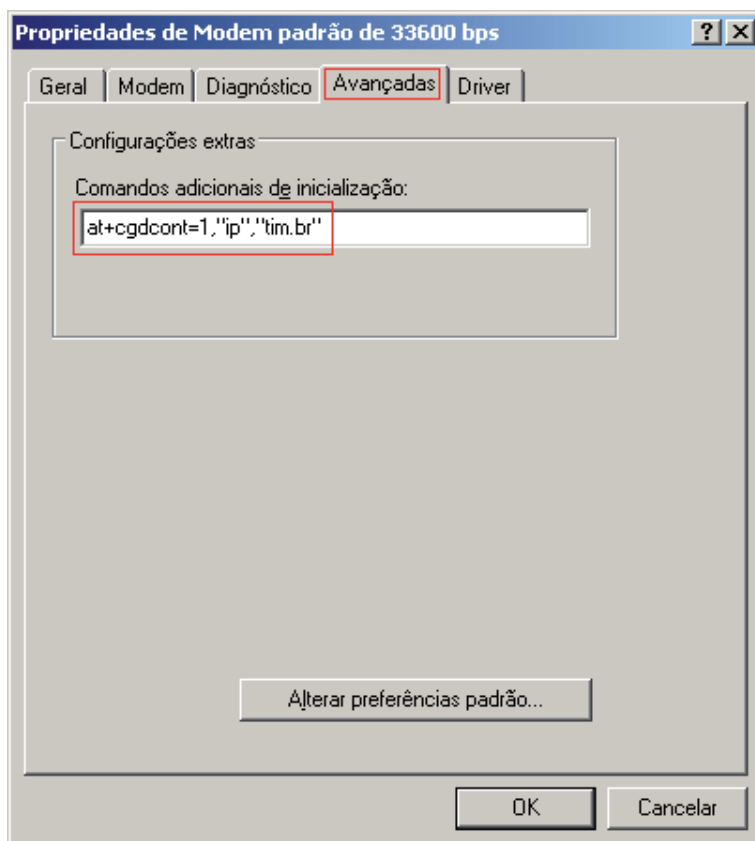 Propriedades de Modem padrão de 33600 bps
Geral Modem Diagnóstico Avançadas Driver
Configurações extras
Comandos adicionais de inicialização:
at+cgdcont=1,"ip","tim.br"
Alterar preferências padrão...
OK Cancelar